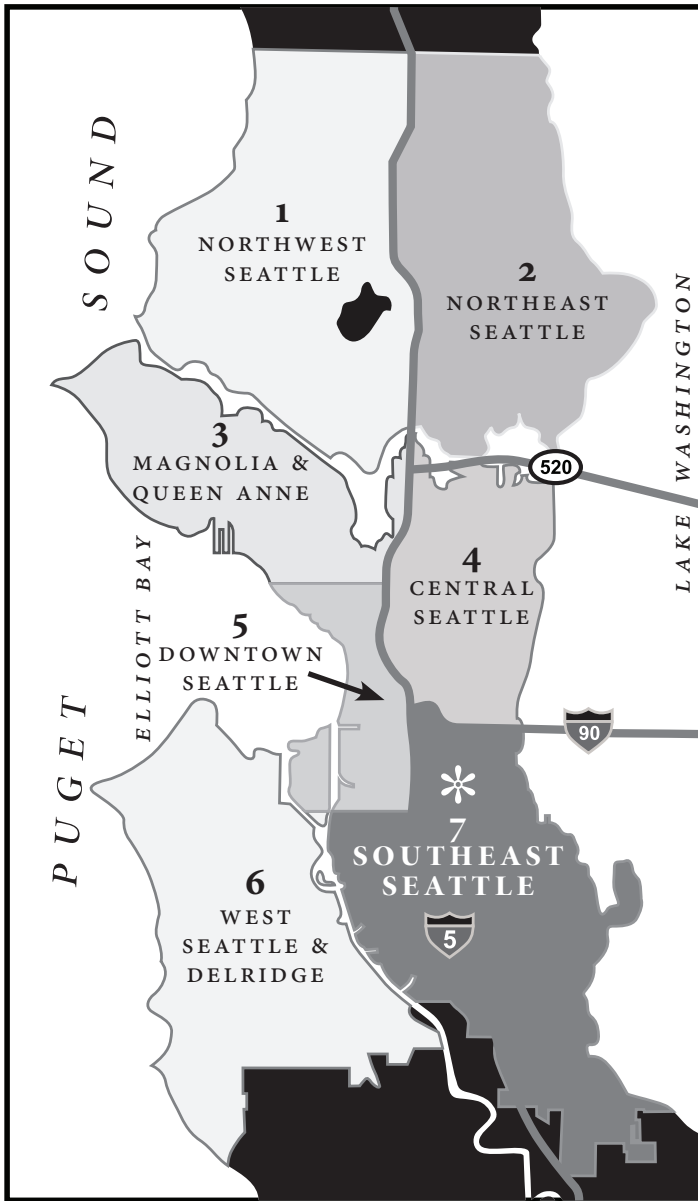 SOUND
1
NORTHWEST
SEATTLE
2
NORTHEAST
SEATTLE
LAKE WASHINGTON
3
MAGNOLIA &
QUEEN ANNE
520
4
CENTRAL
SEATTLE
ELLIOTT BAY
5
DOWNTOWN
SEATTLE
PUGET
90
7
SOUTHEAST
SEATTLE
6
WEST
SEATTLE &
DELRIDGE
5